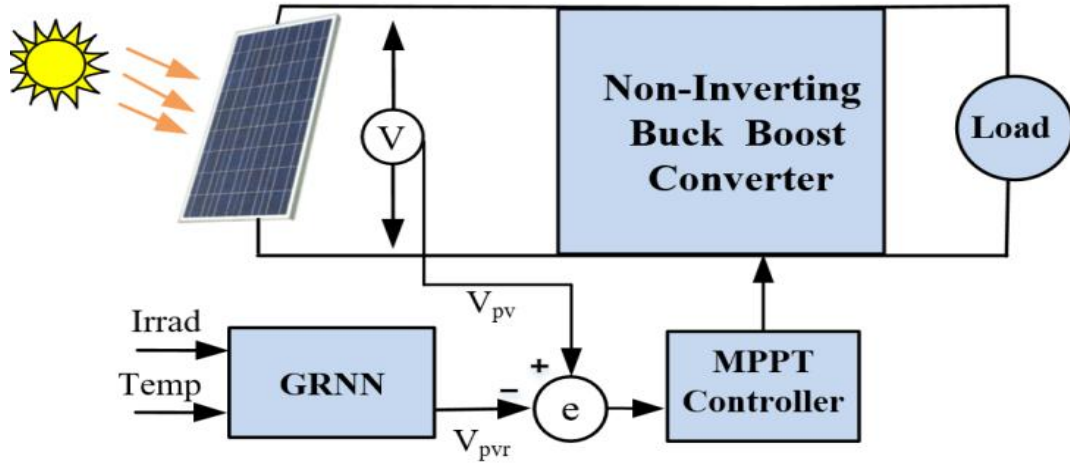 Non-Inverting
Buck Boost
Converter
Load
V
V_pv
Irrad
Temp
GRNN
V_pvr
+
-
e
MPPT
Controller